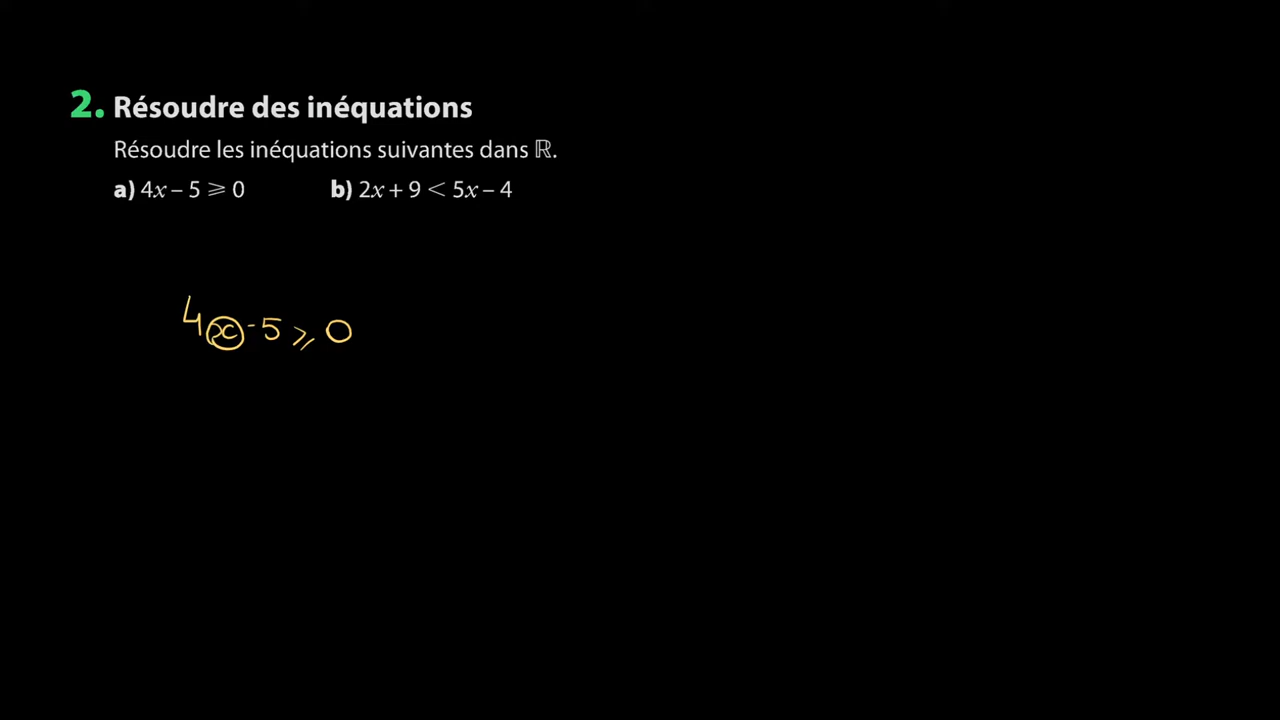 2. Résoudre des inéquations
Résoudre les inéquations suivantes dans ℝ.
a) 4x – 5 ⩾ 0 b) 2x + 9 < 5x – 4
4x - 5 ⩾ 0